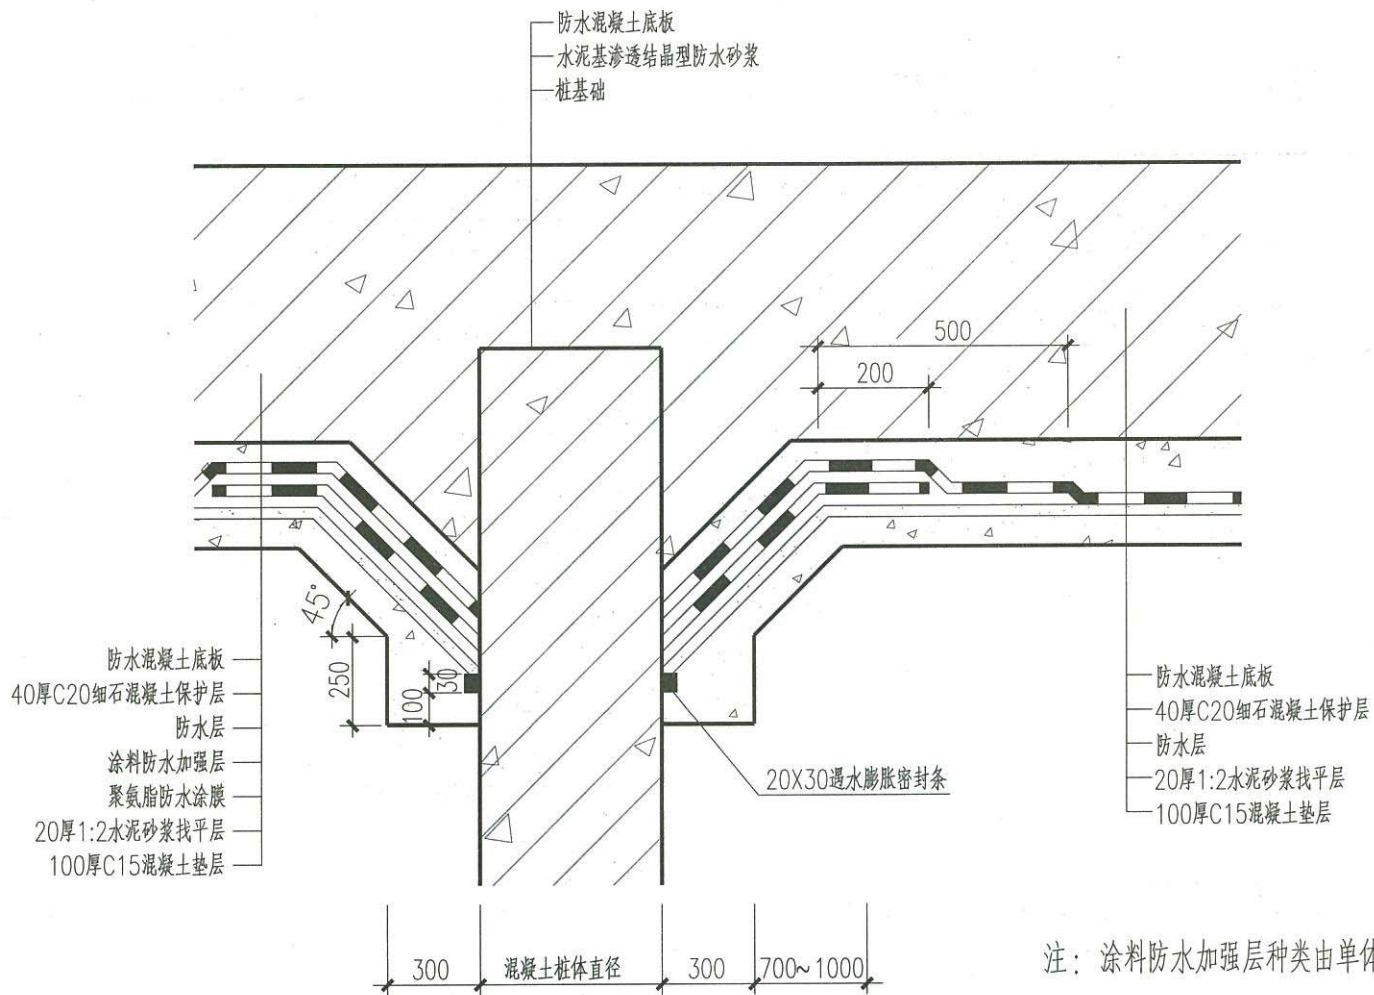 防水混凝土底板
水泥基渗透结晶型防水砂浆
桩基础
500
200
45°
250
100
30
防水混凝土底板
40厚C20细石混凝土保护层
防水层
涂料防水加强层
聚氨脂防水涂膜
20厚1:2水泥砂浆找平层
100厚C15混凝土垫层
20X30遇水膨胀密封条
防水混凝土底板
40厚C20细石混凝土保护层
防水层
20厚1:2水泥砂浆找平层
100厚C15混凝土垫层
300
混凝土桩体直径
300
700~1000
注: 涂料防水加强层种类由单体